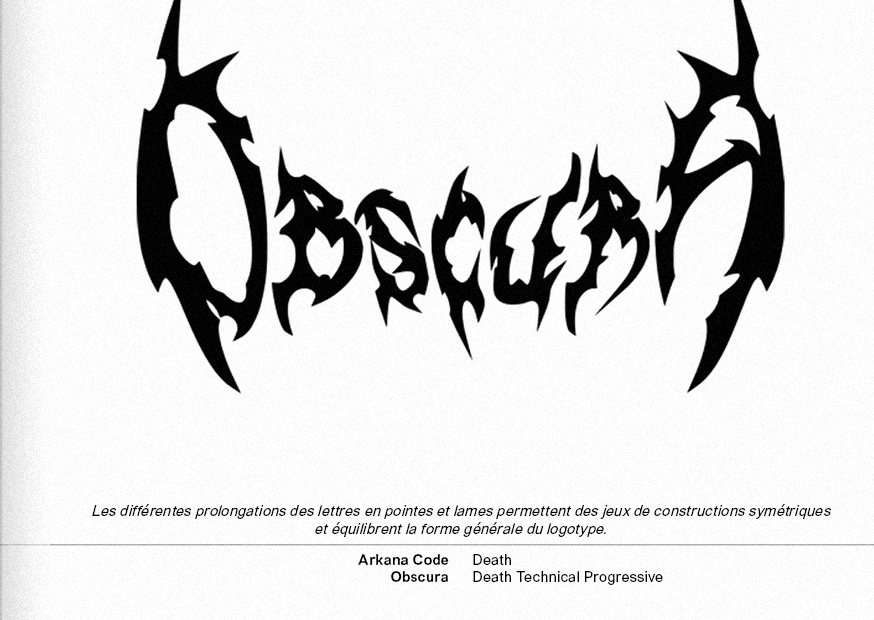 OBSCURA
Les différentes prolongations des lettres en pointes et lames permettent des jeux de constructions symétriques
et équilibrent la forme générale du logotype.
Arkana Code Death
Obscura Death Technical Progressive